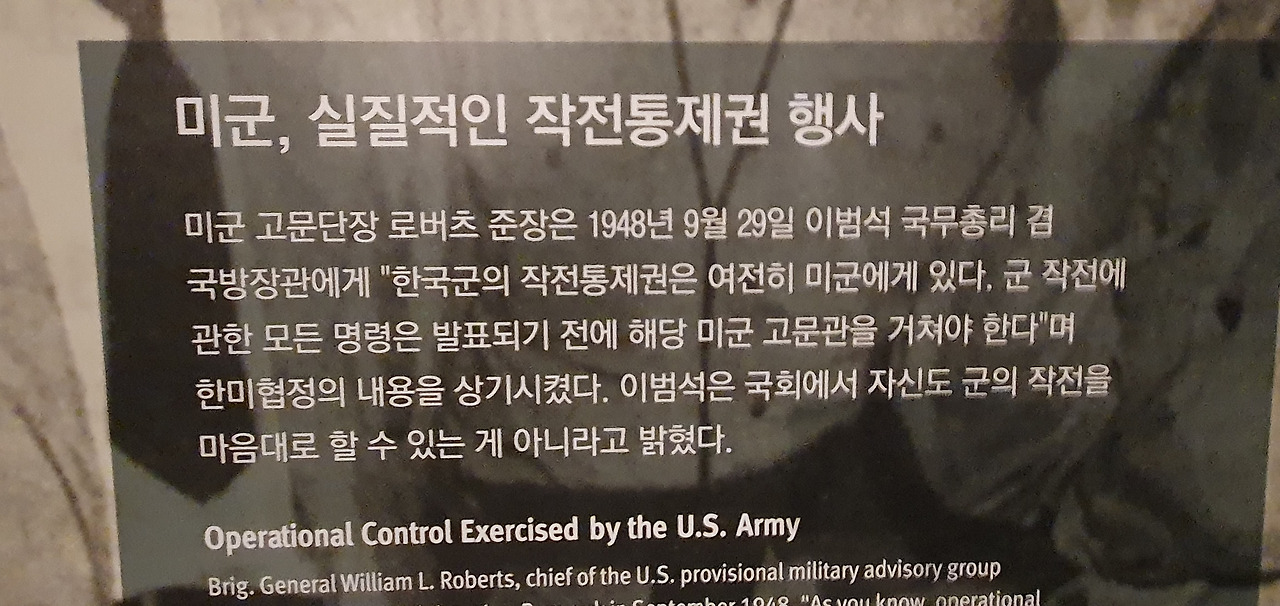 미군, 실질적인 작전통제권 행사
미군 고문단장 로버츠 준장은 1948년 9월 29일 이범석 국무총리 겸
국방장관에게 "한국군의 작전통제권은 여전히 미군에게 있다, 군 작전에
관한 모든 명령은 발표되기 전에 해당 미군 고문관을 거쳐야 한다"며
한미협정의 내용을 상기시켰다. 이범석은 국회에서 자신도 군의 작전을
마음대로 할 수 있는 게 아니라고 밝혔다.
Operational Control Exercised by the U.S. Army
Brig. General William L. Roberts, chief of the U.S. provisional military advisory group
September 1948, "As you know, operational